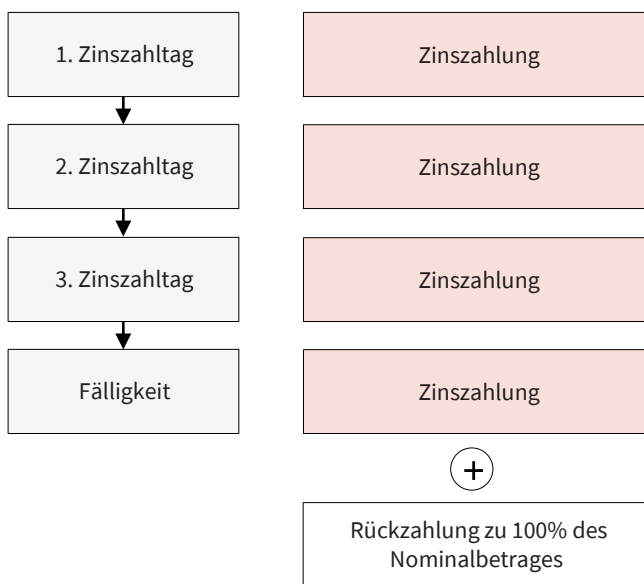 1. Zinszahltag
Zinszahlung
2. Zinszahltag
Zinszahlung
3. Zinszahltag
Zinszahlung
Fälligkeit
Zinszahlung
+
Rückzahlung zu 100% des
Nominalbetrages